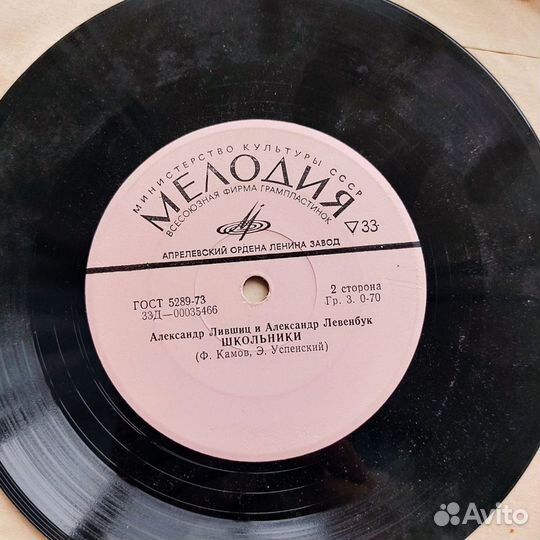 МИНИСТЕРСТВО КУЛЬТУРЫ СССР
МЕЛОДИЯ
ВСЕСОЮЗНАЯ ФИРМА ГРАМПЛАСТИНОК
▽33
АПРЕЛЕВСКИЙ ОРДЕНА ЛЕНИНА ЗАВОД
ГОСТ 5289-73
33Д—00035466
2 сторона
Гр. 3. 0-70
Александр Лившиц и Александр Левенбук
ШКОЛЬНИКИ
(Ф. Камов, Э. Успенский)
Avito